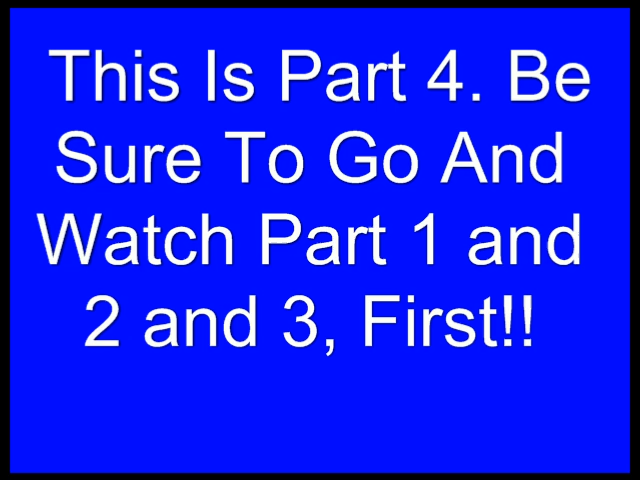 This Is Part 4. Be
Sure To Go And
Watch Part 1 and
2 and 3, First!!